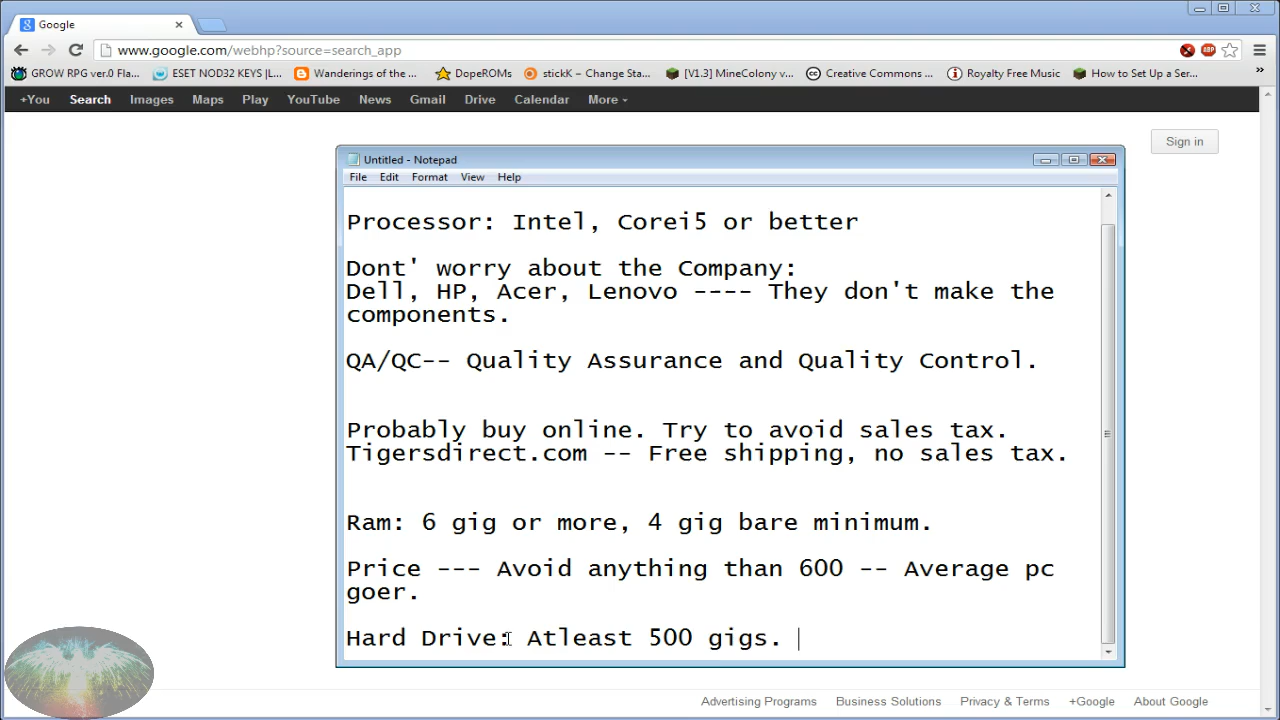 Google
www.google.com/webhp?source=search_app
GROW RPG ver.0 Fla...
ESET NOD32 KEYS |...
Wanderings of the ...
DopeROMs
stickK – Change Sta...
[V1.3] MineColony v...
Creative Commons ...
Royalty Free Music
How to Set Up a Ser...
»
+You Search Images Maps Play YouTube News Gmail Drive Calendar More
Sign in
Untitled - Notepad
File Edit Format View Help
Processor: Intel, Corei5 or better
Dont' worry about the Company:
Dell, HP, Acer, Lenovo ---- They don't make the
components.
QA/QC-- Quality Assurance and Quality Control.
Probably buy online. Try to avoid sales tax.
Tigersdirect.com -- Free shipping, no sales tax.
Ram: 6 gig or more, 4 gig bare minimum.
Price --- Avoid anything than 600 -- Average pc
goer.
Hard Drive: Atleast 500 gigs.
Advertising Programs Business Solutions Privacy & Terms +Google About Google